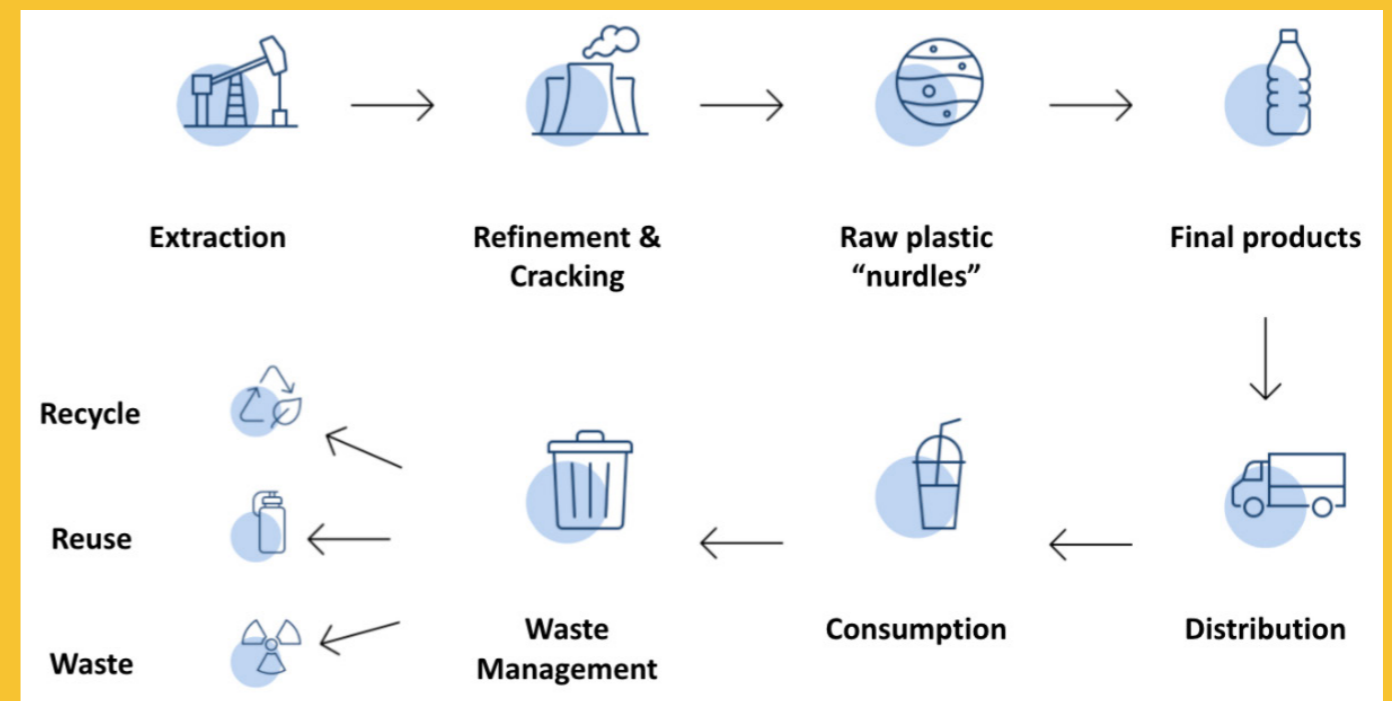 Extraction
Refinement &
Cracking
Raw plastic
“nurdles”
Final products
Distribution
Consumption
Waste
Management
Recycle
Reuse
Waste